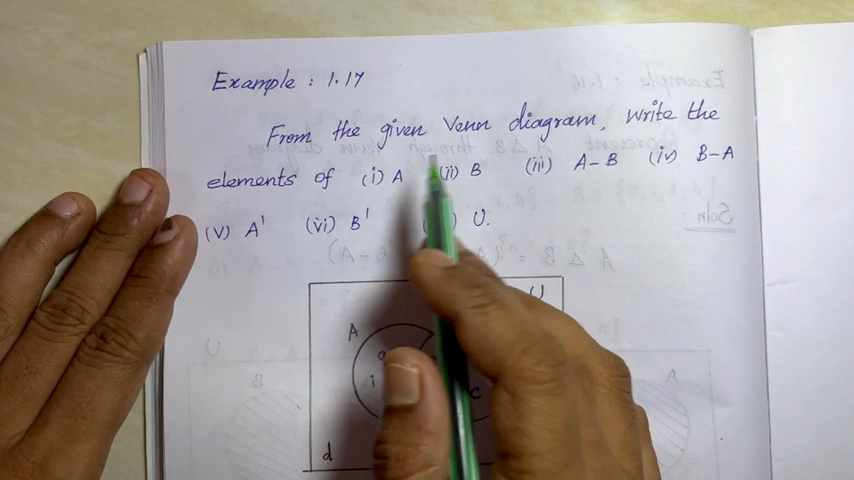 Example : 1.17
From the given Venn diagram, write the
elements of (i) A (ii) B (iii) A-B (iv) B-A
(v) A' (vi) B' U.
U
A
a
i
c
d